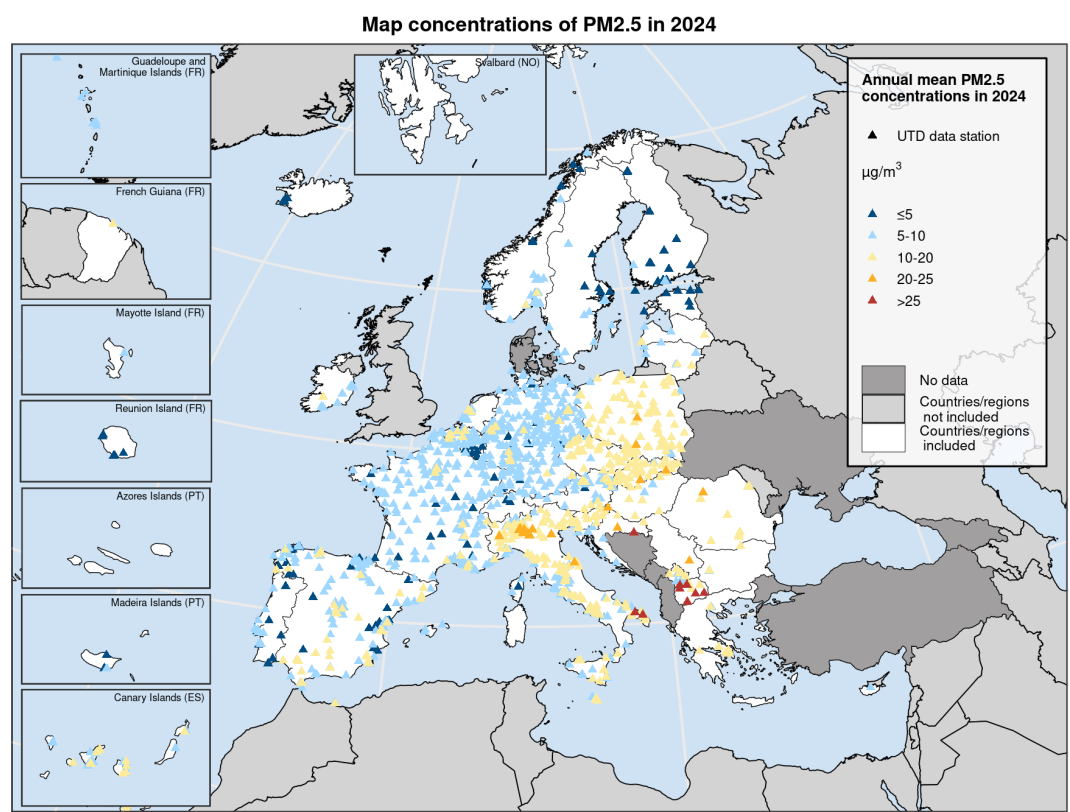 Map concentrations of PM2.5 in 2024
Guadeloupe and
Martinique Islands (FR)
Svalbard (NO)
French Guiana (FR)
Mayotte Island (FR)
Reunion Island (FR)
Azores Islands (PT)
Madeira Islands (PT)
Canary Islands (ES)
Annual mean PM2.5
concentrations in 2024
UTD data station
µg/m³
≤5
5-10
10-20
20-25
>25
No data
Countries/regions
not included
Countries/regions
included